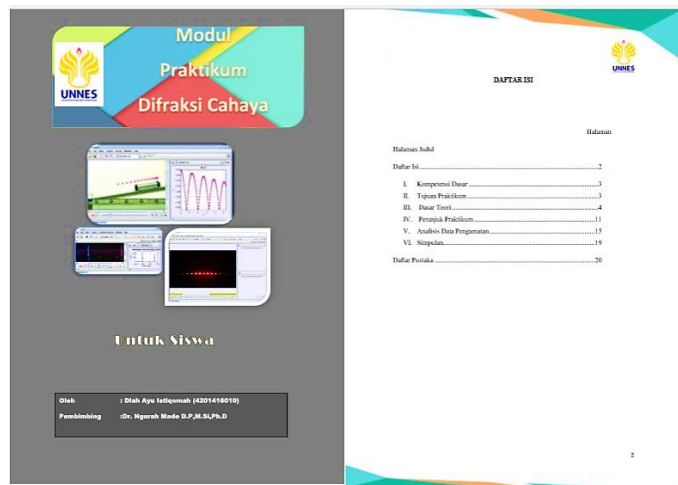 Modul
Praktikum
Difraksi Cahaya
UNNES
Untuk Siswa
Oleh : Diah Ayu Istiqomah (4201416010)
Pembimbing :Dr. Ngurah Made D.P,M.Si,Ph.D
UNNES
DAFTAR ISI
Halaman
Halaman Judul
Daftar Isi ...2
I. Kompetensi Dasar ...3
II. Tujuan Praktikum ...3
III. Dasar Teori ...4
IV. Petunjuk Praktikum ...11
V. Analisis Data Pengamatan ...15
VI. Simpulan ...19
Daftar Pustaka ...20
2